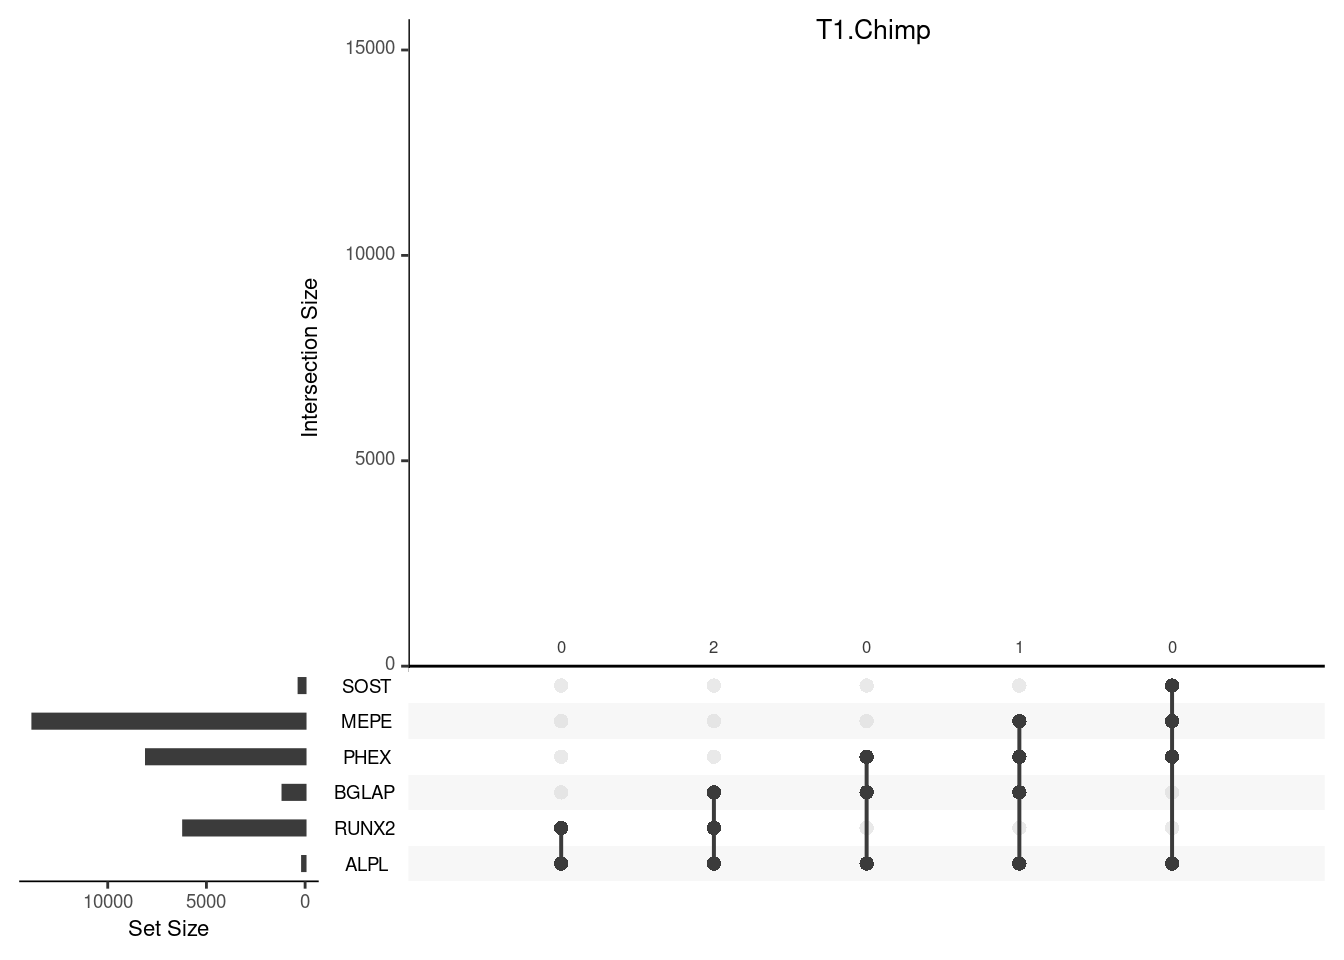 T1.Chimp
15000
10000
5000
0
Intersection Size
0 2 0 1 0
SOST
MEPE
PHEX
BGLAP
RUNX2
ALPL
10000 5000 0
Set Size